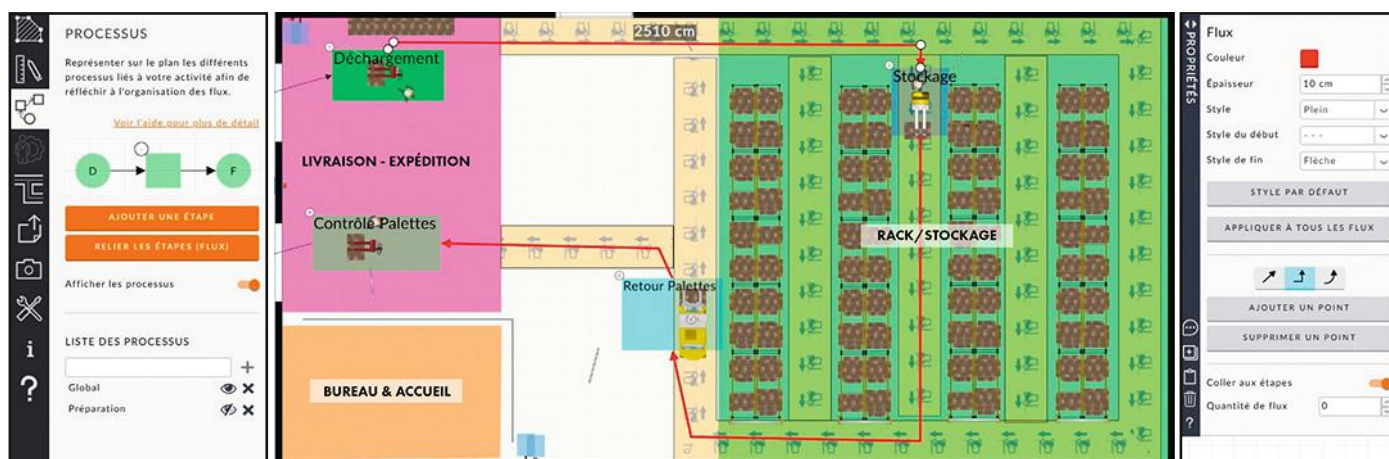 PROCESSUS
Représenter sur le plan les différents
processus liés à votre activité afin de
réfléchir à l'organisation des flux.
Voir l'aide pour plus de détail
D
F
AJOUTER UNE ÉTAPE
RELIER LES ÉTAPES (FLUX)
Afficher les processus
LISTE DES PROCESSUS
Global
Préparation
2510 cm
Déchargement
Stockage
LIVRAISON - EXPÉDITION
Contrôle Palettes
RACK/STOCKAGE
Retour Palettes
BUREAU & ACCUEIL
PROPRIÉTÉS
Flux
Couleur
Épaisseur
10 cm
Style
Plein
Style du début
- - -
Style de fin
Flèche
STYLE PAR DÉFAUT
APPLIQUER À TOUS LES FLUX
AJOUTER UN POINT
SUPPRIMER UN POINT
Coller aux étapes
Quantité de flux
0